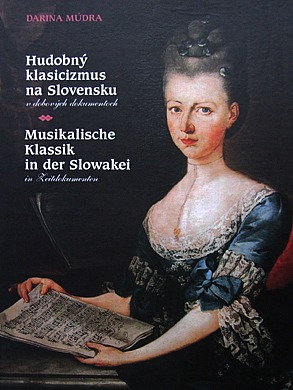 DARINA MÚDRA
Hudobný
klasicizmus
na Slovensku
v dobových dokumentoch
Musikalische
Klassik
in der Slowakei
in Zeitdokumenten